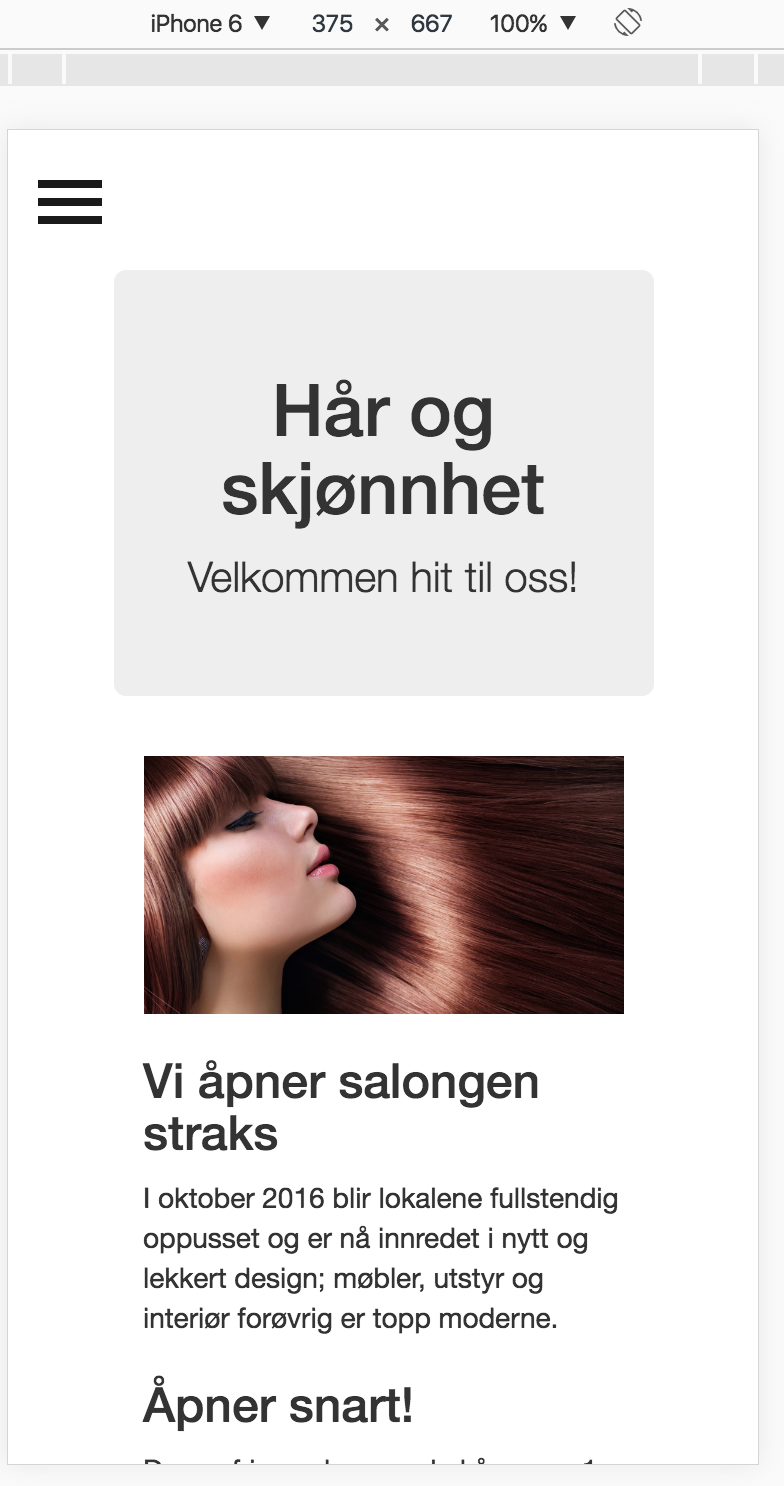 iPhone 6 ▼ 375 × 667 100% ▼
Hår og
skjønnhet
Velkommen hit til oss!
Vi åpner salongen
straks
I oktober 2016 blir lokalene fullstendig
oppusset og er nå innredet i nytt og
lekkert design; møbler, utstyr og
interiør forøvrig er topp moderne.
Åpner snart!